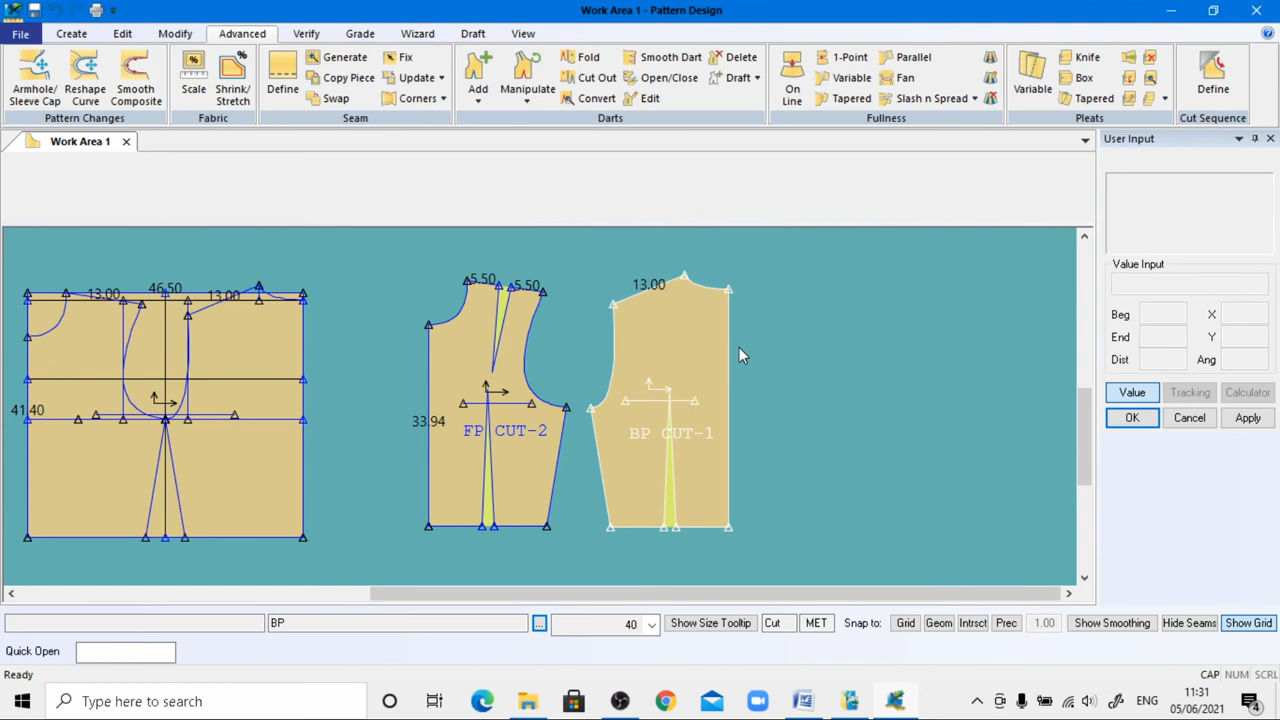 Work Area 1 - Pattern Design
File Create Edit Modify Advanced Verify Grade Wizard Draft View
Armhole/ Sleeve Cap
Reshape Curve
Smooth Composite
Pattern Changes
Scale
Shrink/ Stretch
Fabric
Define
Generate
Copy Piece
Swap
Fix
Update
Corners
Seam
Add
Manipulate
Fold
Cut Out
Convert
Smooth Dart
Open/Close
Edit
Delete
Draft
Darts
On Line
1-Point
Variable
Tapered
Parallel
Fan
Slash n Spread
Fullness
Variable
Knife
Box
Tapered
Pleats
Define
Cut Sequence
Work Area 1
User Input
Value Input
Beg X
End Y
Dist Ang
Value Tracking Calculator
OK Cancel Apply
46.50
13.00
13.00
41.40
5.50
5.50
33.94
FP CUT-2
13.00
BP CUT-1
BP ... 40 Show Size Tooltip Cut MET Snap to: Grid Geom Intrsct Prec 1.00 Show Smoothing Hide Seams Show Grid
Quick Open
Ready CAP NUM SCRL
Type here to search
ENG
11:31
05/06/2021
4